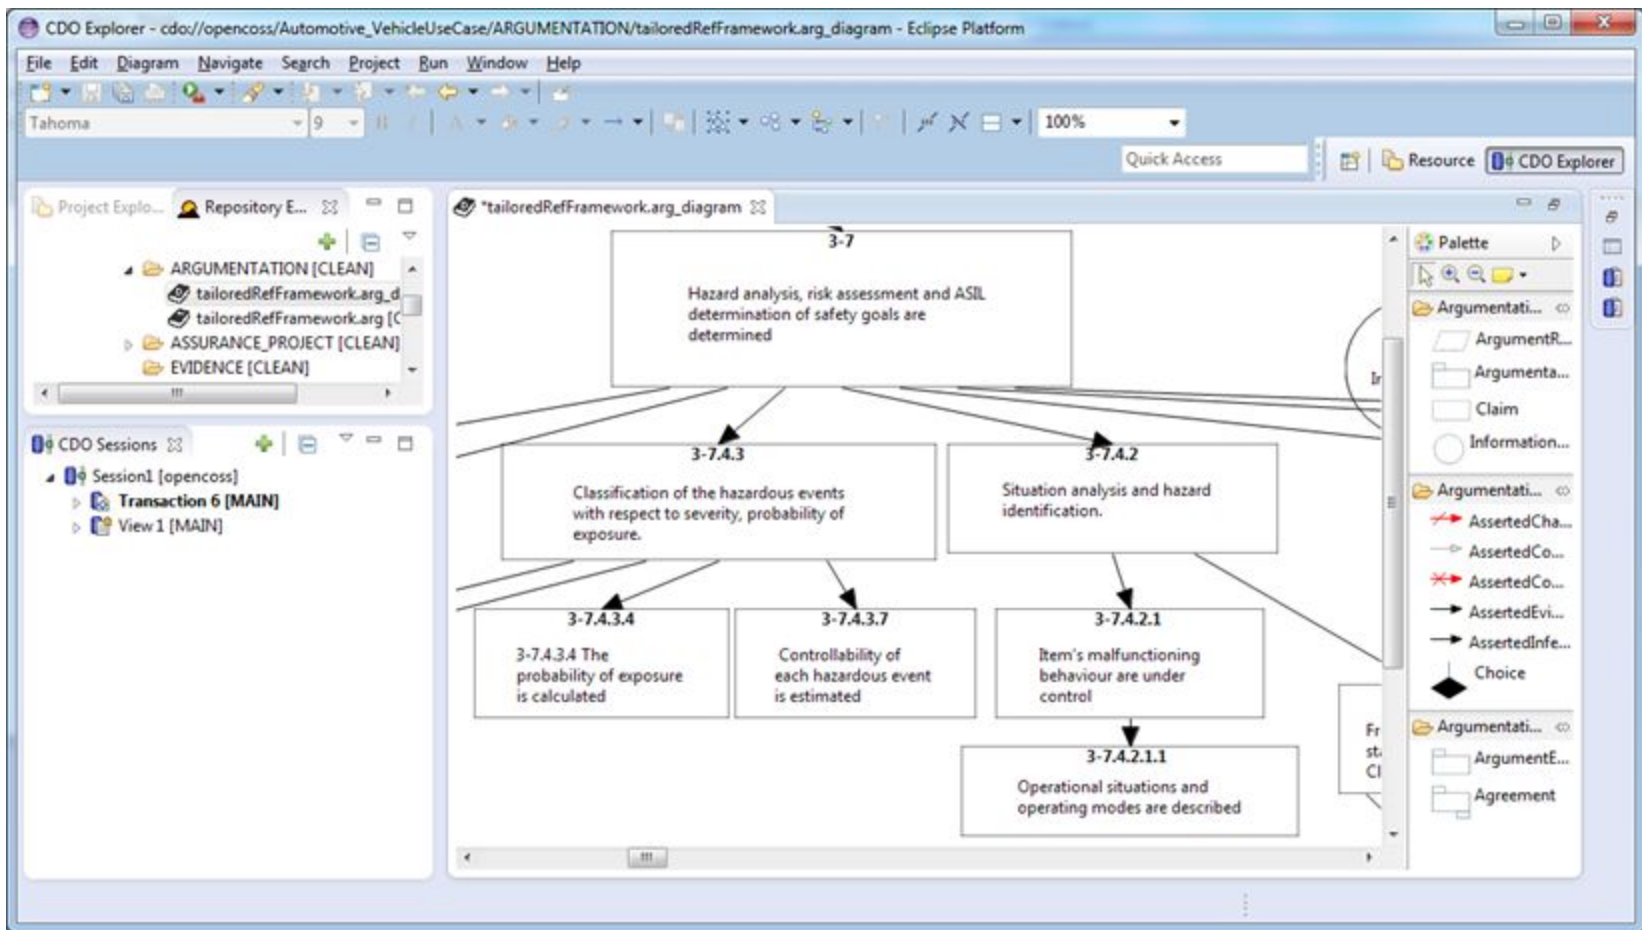 CDO Explorer - cdo://opencoss/Automotive_VehicleUseCase/ARGUMENTATION/tailoredRefFramework.arg_diagram - Eclipse Platform
File Edit Diagram Navigate Search Project Run Window Help
Tahoma 9 B I A 100%
Quick Access Resource CDO Explorer
Project Explo... Repository E...
ARGUMENTATION [CLEAN]
tailoredRefFramework.arg_d
tailoredRefFramework.arg [C
ASSURANCE_PROJECT [CLEAN]
EVIDENCE [CLEAN]
CDO Sessions
Session1 [opencoss]
Transaction 6 [MAIN]
View 1 [MAIN]
*tailoredRefFramework.arg_diagram
3-7
Hazard analysis, risk assessment and ASIL
determination of safety goals are
determined
3-7.4.3
Classification of the hazardous events
with respect to severity, probability of
exposure.
3-7.4.2
Situation analysis and hazard
identification.
3-7.4.3.4
3-7.4.3.4 The
probability of exposure
is calculated
3-7.4.3.7
Controllability of
each hazardous event
is estimated
3-7.4.2.1
Item's malfunctioning
behaviour are under
control
3-7.4.2.1.1
Operational situations and
operating modes are described
Fr
st
Cl
Palette
Argumentati...
ArgumentR...
Argumenta...
Claim
Information...
Argumentati...
AssertedCha...
AssertedCo...
AssertedCo...
AssertedEvi...
AssertedInfe...
Choice
Argumentati...
ArgumentE...
Agreement